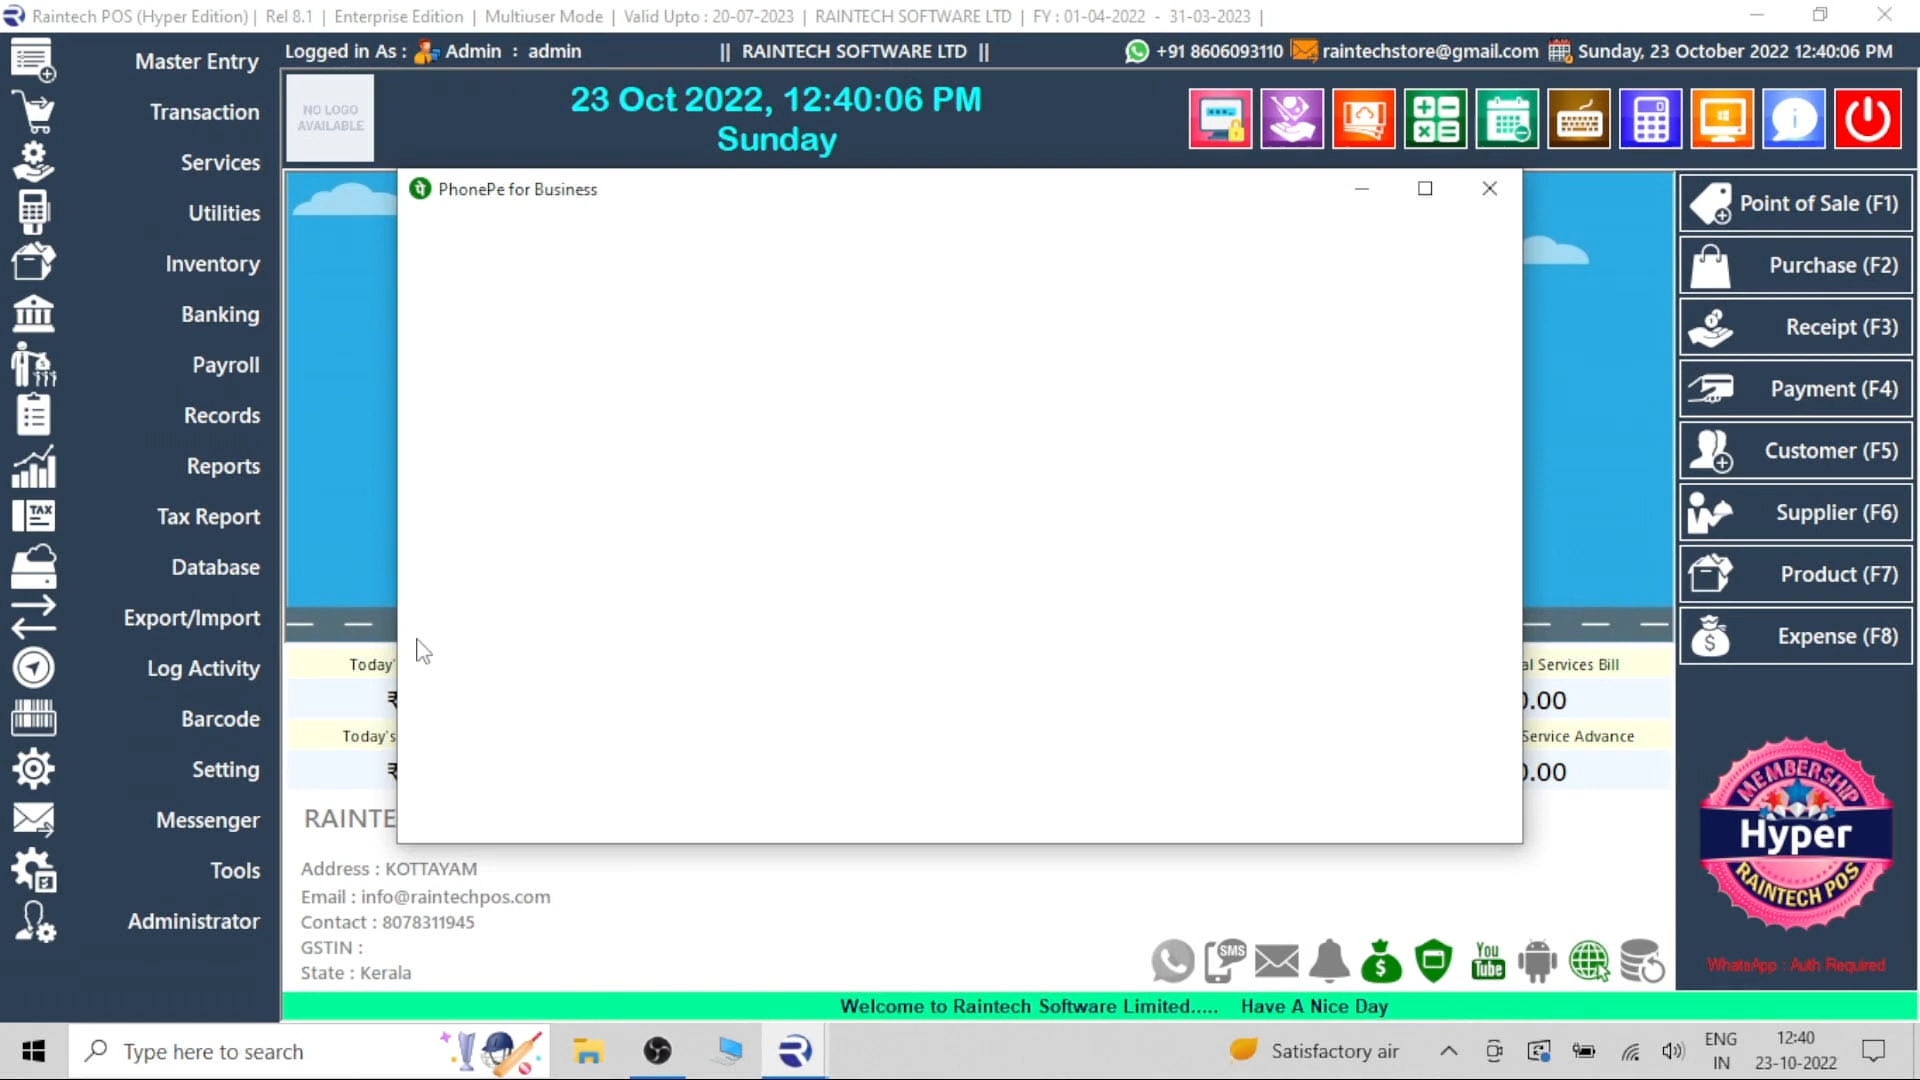 Raintech POS (Hyper Edition) | Rel 8.1 | Enterprise Edition | Multiuser Mode | Valid Upto : 20-07-2023 | RAINTECH SOFTWARE LTD | FY : 01-04-2022 - 31-03-2023 |
Logged in As : Admin : admin || RAINTECH SOFTWARE LTD || +91 8606093110 raintechstore@gmail.com Sunday, 23 October 2022 12:40:06 PM
Master Entry
Transaction
Services
Utilities
Inventory
Banking
Payroll
Records
Reports
TAX
Tax Report
Database
Export/Import
Log Activity
Barcode
Setting
Messenger
Tools
Administrator
NO LOGO
AVAILABLE
23 Oct 2022, 12:40:06 PM
Sunday
PhonePe for Business
Point of Sale (F1)
Purchase (F2)
Receipt (F3)
Payment (F4)
Customer (F5)
Supplier (F6)
Product (F7)
Expense (F8)
Today'
al Services Bill
₹
0.00
Today's
Service Advance
₹
0.00
RAINTE
Address : KOTTAYAM
Email : info@raintechpos.com
Contact : 8078311945
GSTIN :
State : Kerala
SMS
You
Tube
MEMBERSHIP
Hyper
RAINTECH POS
WhatsApp : Auth Required
Welcome to Raintech Software Limited..... Have A Nice Day
Type here to search
Satisfactory air
ENG
IN
12:40
23-10-2022